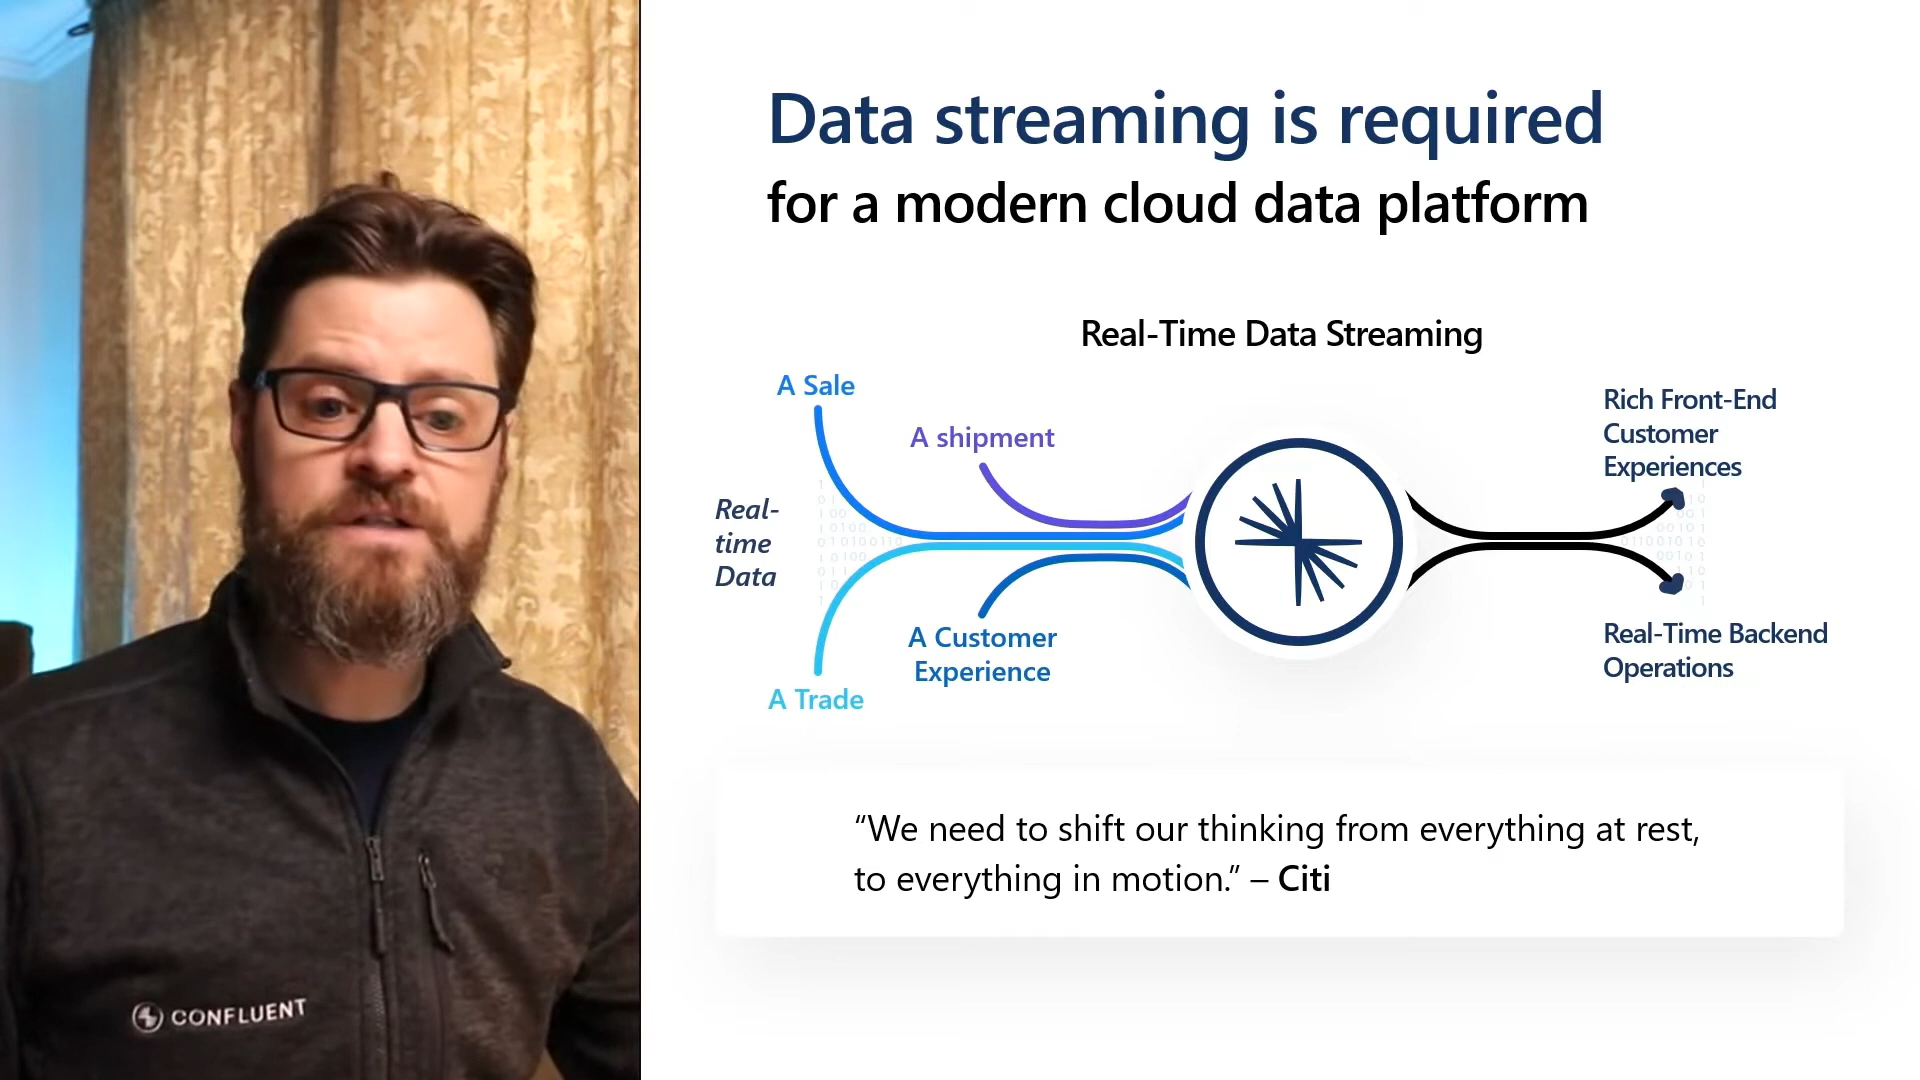 Data streaming is required
for a modern cloud data platform
Real-Time Data Streaming
A Sale
A shipment
Real-
time
Data
A Customer
Experience
A Trade
Rich Front-End
Customer
Experiences
Real-Time Backend
Operations
“We need to shift our thinking from everything at rest,
to everything in motion.” – Citi
CONFLUENT